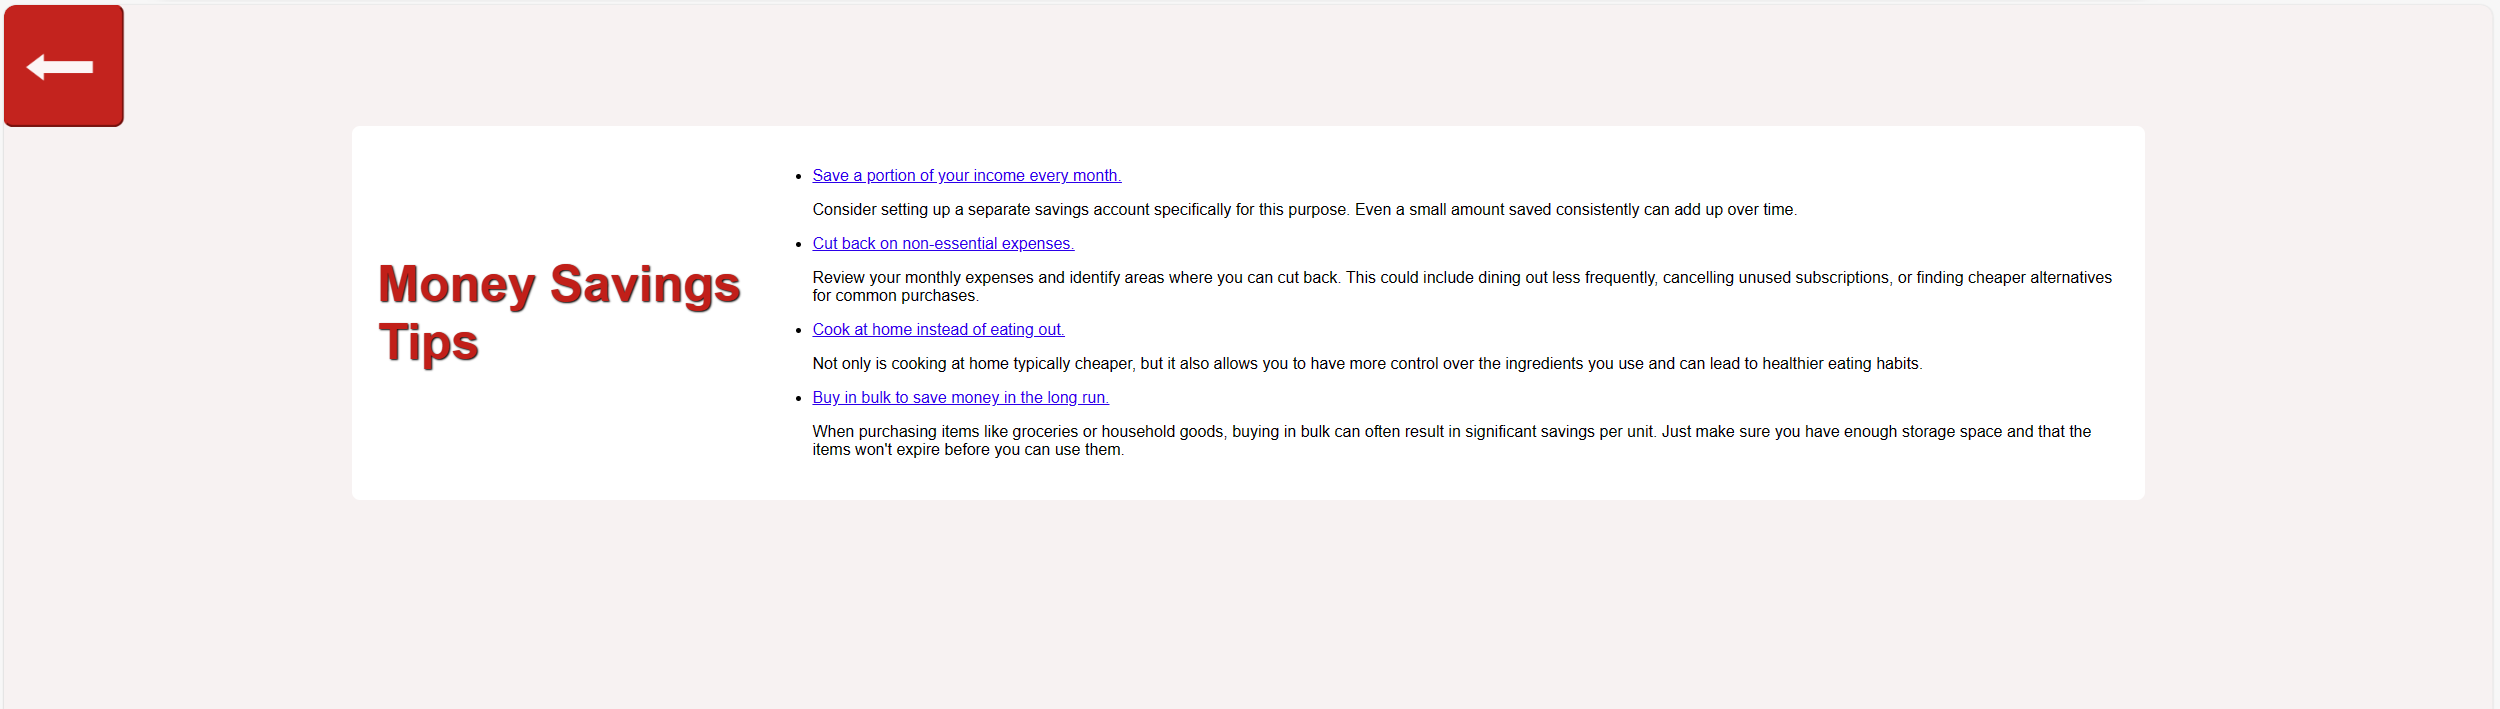 Money Savings
Tips
Save a portion of your income every month.
Consider setting up a separate savings account specifically for this purpose. Even a small amount saved consistently can add up over time.
Cut back on non-essential expenses.
Review your monthly expenses and identify areas where you can cut back. This could include dining out less frequently, cancelling unused subscriptions, or finding cheaper alternatives
for common purchases.
Cook at home instead of eating out.
Not only is cooking at home typically cheaper, but it also allows you to have more control over the ingredients you use and can lead to healthier eating habits.
Buy in bulk to save money in the long run.
When purchasing items like groceries or household goods, buying in bulk can often result in significant savings per unit. Just make sure you have enough storage space and that the
items won't expire before you can use them.